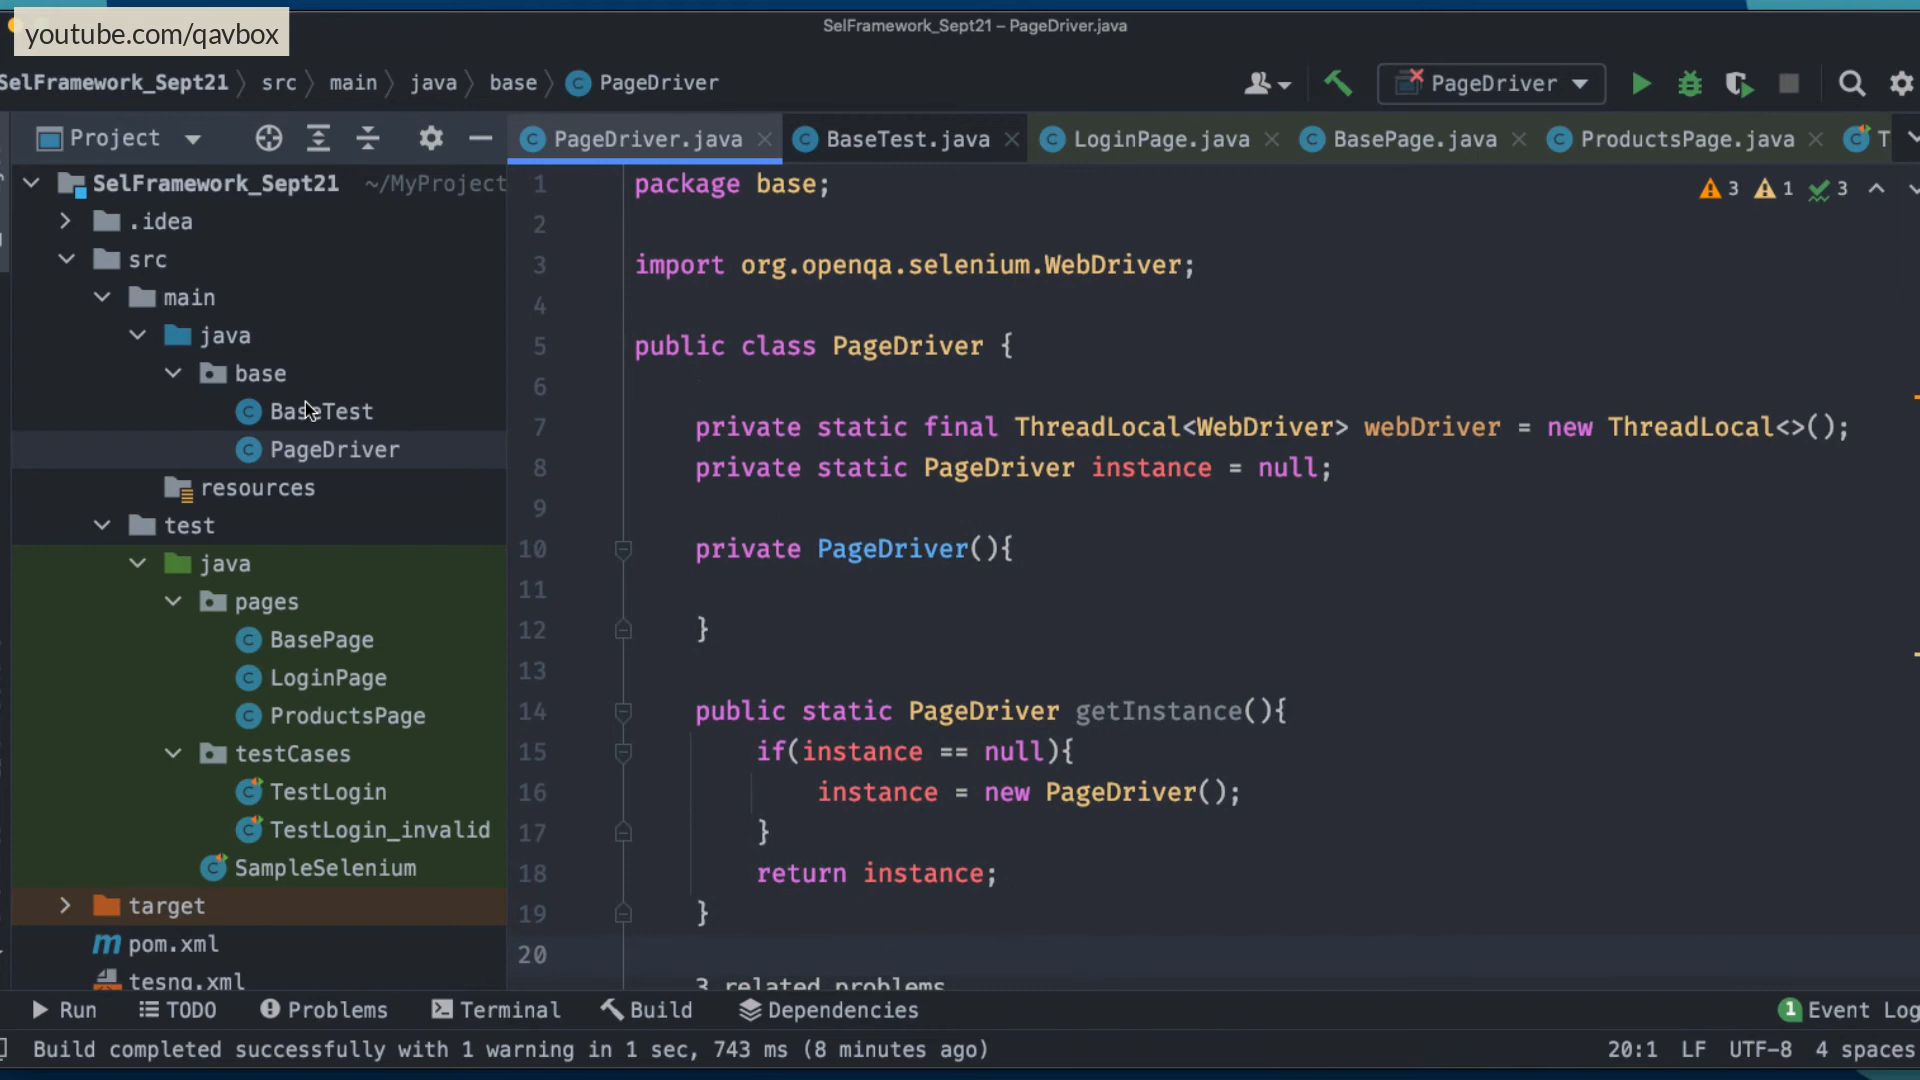 youtube.com/qavbox
SelFramework_Sept21 – PageDriver.java
SelFramework_Sept21 src main java base PageDriver
PageDriver
Project
PageDriver.java BaseTest.java LoginPage.java BasePage.java ProductsPage.java T
SelFramework_Sept21 ~/MyProject
.idea
src
main
java
base
BaseTest
PageDriver
resources
test
java
pages
BasePage
LoginPage
ProductsPage
testCases
TestLogin
TestLogin_invalid
SampleSelenium
target
pom.xml
tesng.xml
3 1 3
1 package base;
2
3 import org.openqa.selenium.WebDriver;
4
5 public class PageDriver {
6
7 private static final ThreadLocal<WebDriver> webDriver = new ThreadLocal<>();
8 private static PageDriver instance = null;
9
10 private PageDriver(){
11
12 }
13
14 public static PageDriver getInstance(){
15 if(instance == null){
16 instance = new PageDriver();
17 }
18 return instance;
19 }
20
3 related problems
Run TODO Problems Terminal Build Dependencies
1 Event Log
Build completed successfully with 1 warning in 1 sec, 743 ms (8 minutes ago)
20:1 LF UTF-8 4 spaces